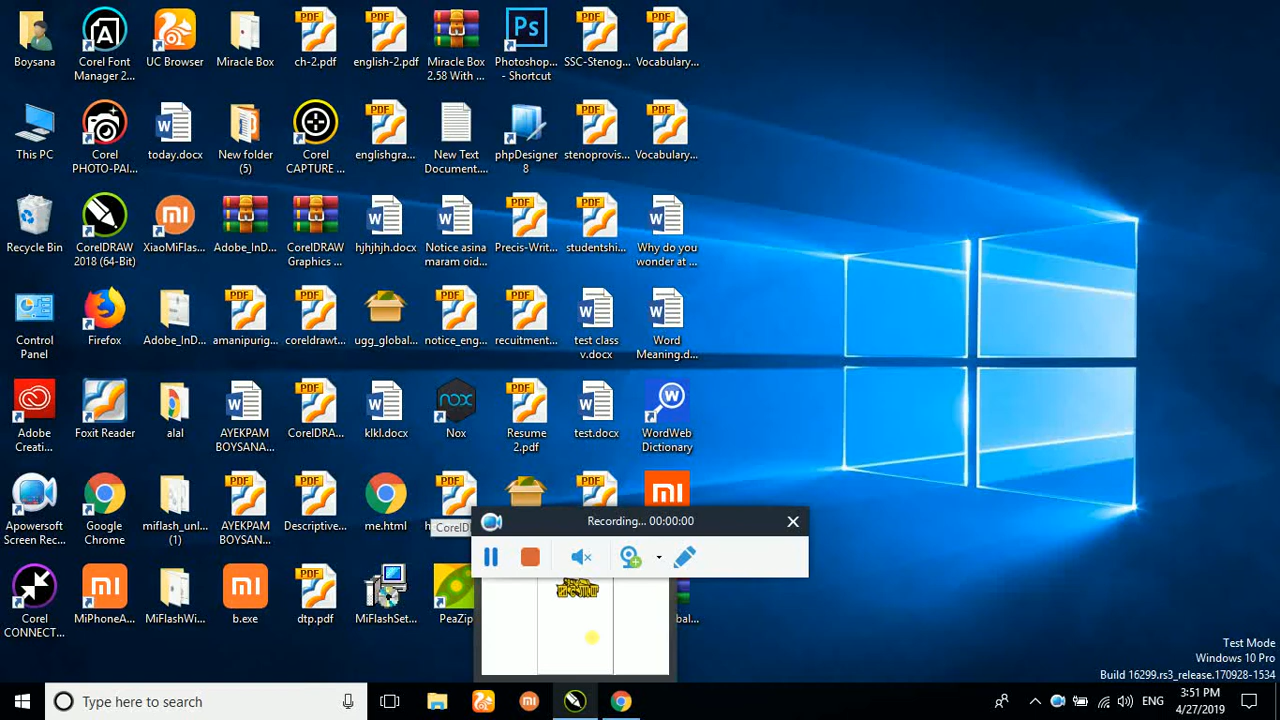 Boysana
Corel Font
Manager 2...
UC Browser
Miracle Box
ch-2.pdf
english-2.pdf
Miracle Box
2.58 With ...
Photoshop...
- Shortcut
SSC-Stenog...
Vocabulary...
This PC
Corel
PHOTO-PAI...
today.docx
New folder
(5)
Corel
CAPTURE ...
englishgra...
New Text
Document....
phpDesigner
8
stenoprovis...
Vocabulary...
Recycle Bin
CorelDRAW
2018 (64-Bit)
XiaoMiFlas...
Adobe_InD...
CorelDRAW
Graphics ...
hjhjhjh.docx
Notice asina
maram oid...
Precis-Writ...
studentshi...
Why do you
wonder at ...
Control
Panel
Firefox
Adobe_InD...
amanipurig...
coreldrawt...
ugg_global...
notice_eng...
recuitment...
test class
v.docx
Word
Meaning.d...
Adobe
Creati...
Foxit Reader
alal
AYEKPAM
BOYSANA...
CorelDRA...
klkl.docx
Nox
Resume
2.pdf
test.docx
WordWeb
Dictionary
Apowersoft
Screen Rec...
Google
Chrome
miflash_unl...
(1)
AYEKPAM
BOYSAN...
Descriptive...
me.html
Recording... 00:00:00
Corel
CONNECT...
MiPhoneA...
MiFlashWi...
b.exe
dtp.pdf
MiFlashSet...
PeaZip
Test Mode
Windows 10 Pro
Build 16299.rs3_release.170928-1534
Type here to search
ENG
3:51 PM
4/27/2019